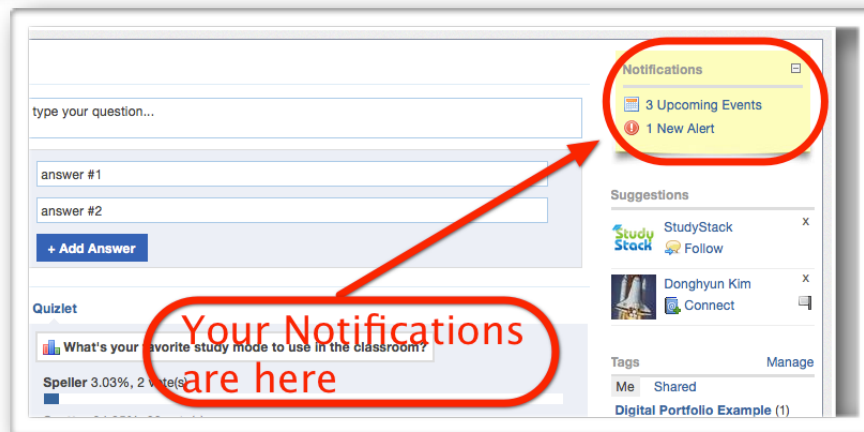 type your question...
answer #1
answer #2
+ Add Answer
Quizlet
What's your favorite study mode to use in the classroom?
Speller 3.03%, 2 vote(s)
Your Notifications
are here
Notifications
3 Upcoming Events
1 New Alert
Suggestions
Study
Stack
StudyStack
x
Follow
Donghyun Kim
x
Connect
Tags
Manage
Me Shared
Digital Portfolio Example (1)